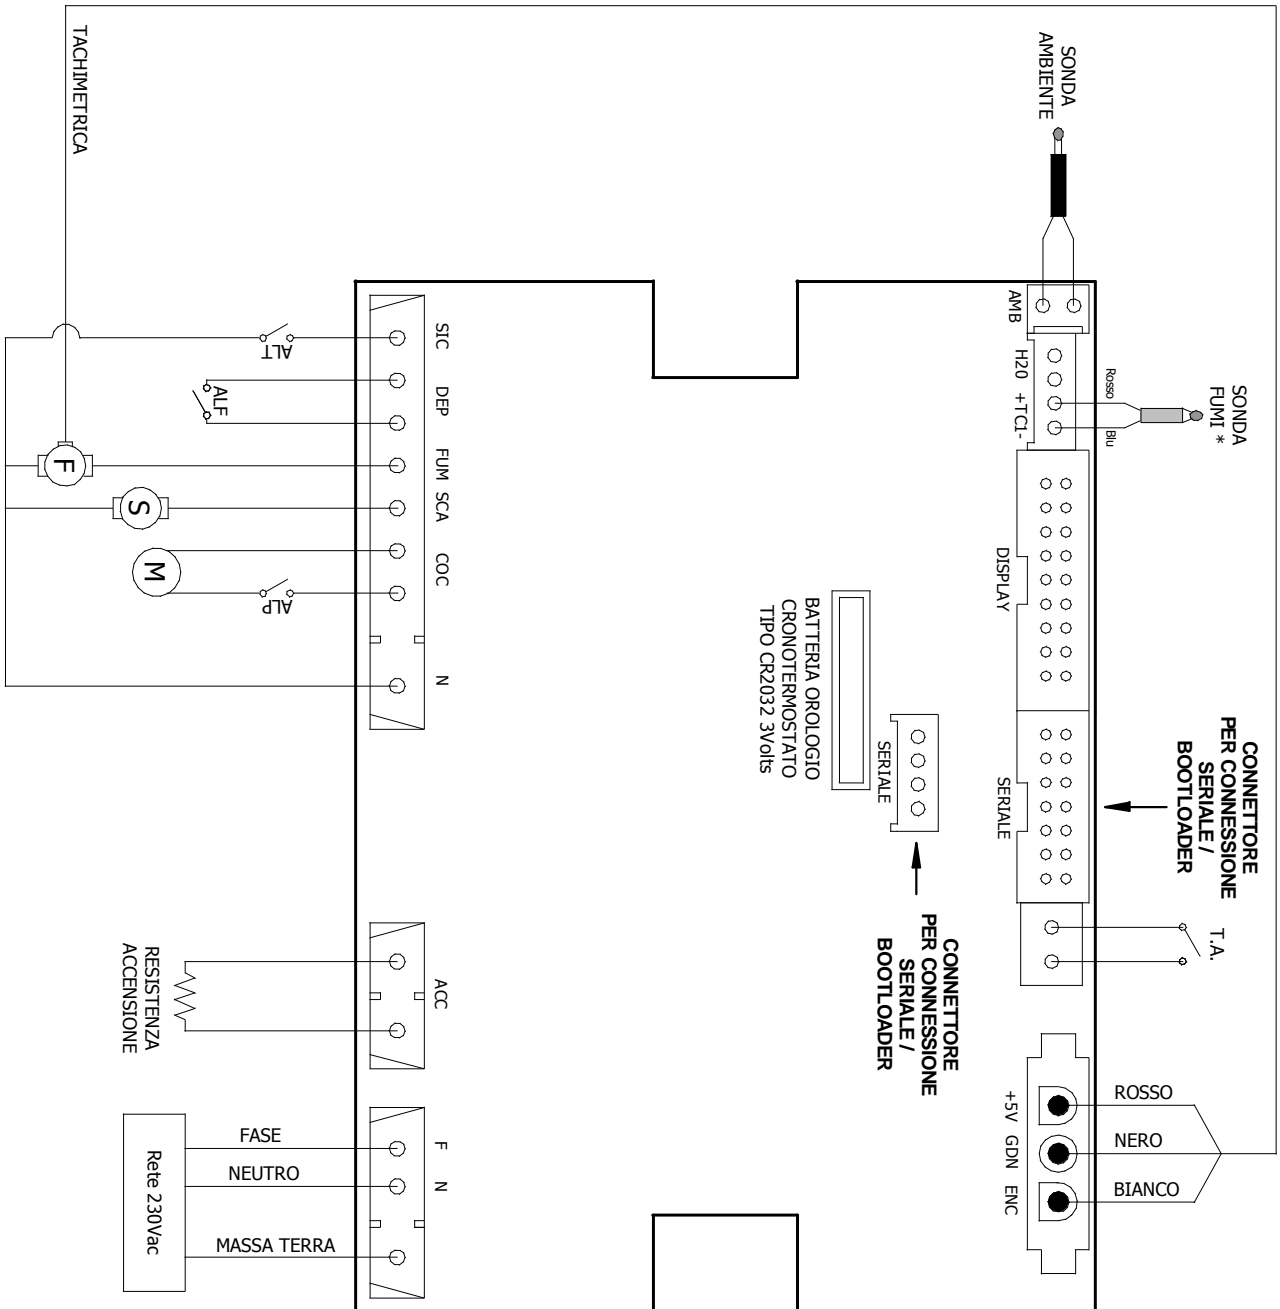 TACHIMETRICA
SONDA
AMBIENTE
AMB
H20
+TC1-
Rosso
Blu
SONDA
FUMI *
SIC
ALT
DEP
ALF
FUM
F
SCA
S
COC
M
ALP
N
DISPLAY
BATTERIA OROLOGIO
CRONOTERMOSTATO
TIPO CR2032 3Volts
SERIALE
CONNETTORE
PER CONNESSIONE
SERIALE /
BOOTLOADER
SERIALE
CONNETTORE
PER CONNESSIONE
SERIALE /
BOOTLOADER
T.A.
RESISTENZA
ACCENSIONE
ACC
+5V
GDN
ENC
ROSSO
NERO
BIANCO
Rete 230Vac
FASE
NEUTRO
MASSA TERRA
F
N